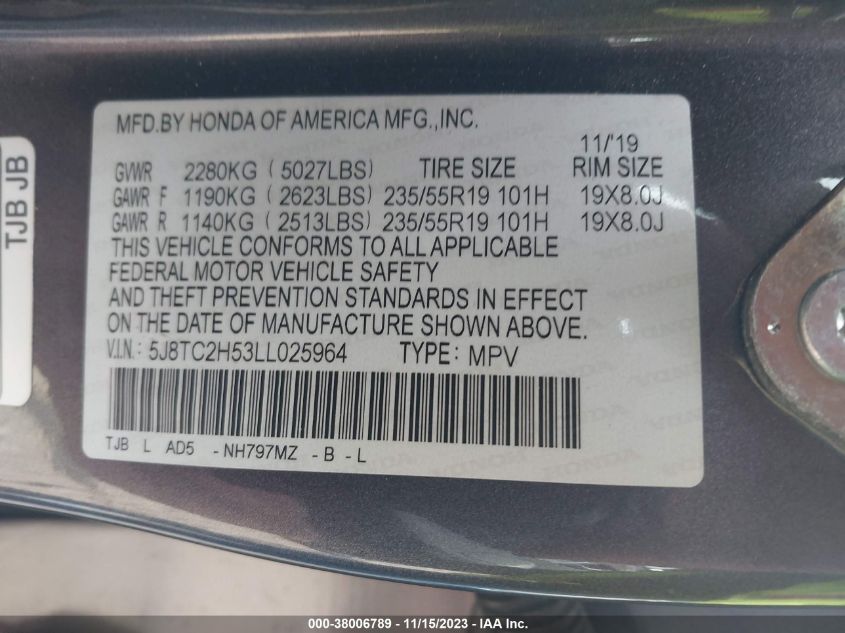 MFD.BY HONDA OF AMERICA MFG.,INC.
11/'19
GVWR 2280KG ( 5027LBS) TIRE SIZE RIM SIZE
GAWR F 1190KG ( 2623LBS) 235/55R19 101H 19X8.0J
GAWR R 1140KG ( 2513LBS) 235/55R19 101H 19X8.0J
THIS VEHICLE CONFORMS TO ALL APPLICABLE
FEDERAL MOTOR VEHICLE SAFETY
AND THEFT PREVENTION STANDARDS IN EFFECT
ON THE DATE OF MANUFACTURE SHOWN ABOVE.
V.I.N.: 5J8TC2H53LL025964 TYPE: MPV
TJB L AD5 -NH797MZ -B -L
TJB JB
000-38006789 - 11/15/2023 - IAA Inc.